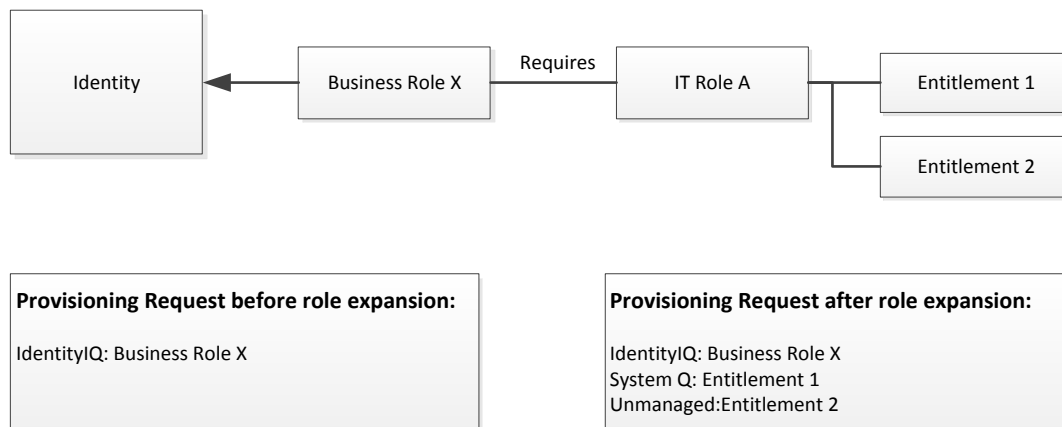 Identity
Business Role X
Requires
IT Role A
Entitlement 1
Entitlement 2
Provisioning Request before role expansion:
IdentityIQ: Business Role X
Provisioning Request after role expansion:
IdentityIQ: Business Role X
System Q: Entitlement 1
Unmanaged:Entitlement 2